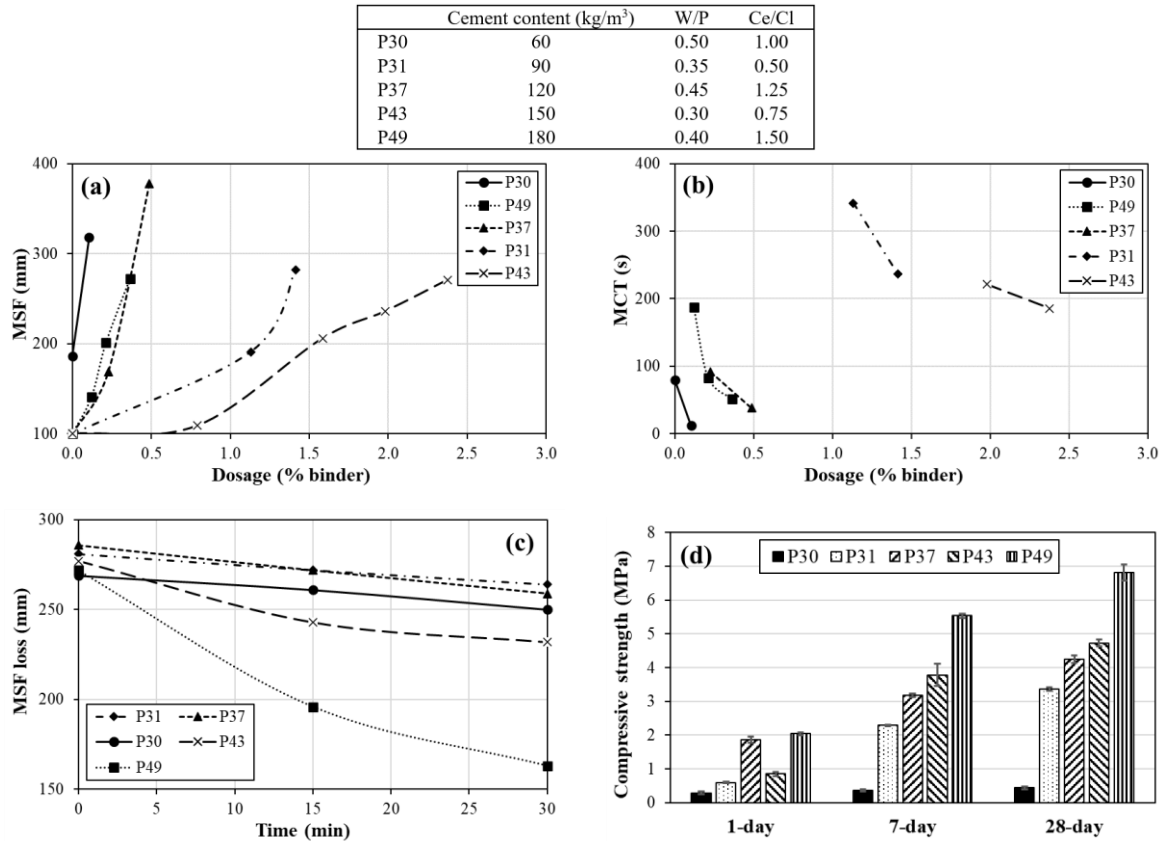 Cement content (kg/m³) W/P Ce/Cl
P30 60 0.50 1.00
P31 90 0.35 0.50
P37 120 0.45 1.25
P43 150 0.30 0.75
P49 180 0.40 1.50
(a)
MSF (mm)
400
300
200
100
0.0 0.5 1.0 1.5 2.0 2.5 3.0
Dosage (% binder)
P30
P49
P37
P31
P43
(b)
MCT (s)
400
300
200
100
0
0.0 0.5 1.0 1.5 2.0 2.5 3.0
Dosage (% binder)
P30
P49
P37
P31
P43
(c)
MSF loss (mm)
300
250
200
150
0 5 10 15 20 25 30
Time (min)
P31 P37
P30 P43
P49
(d)
Compressive strength (MPa)
8
7
6
5
4
3
2
1
0
P30 P31 P37 P43 P49
1-day 7-day 28-day